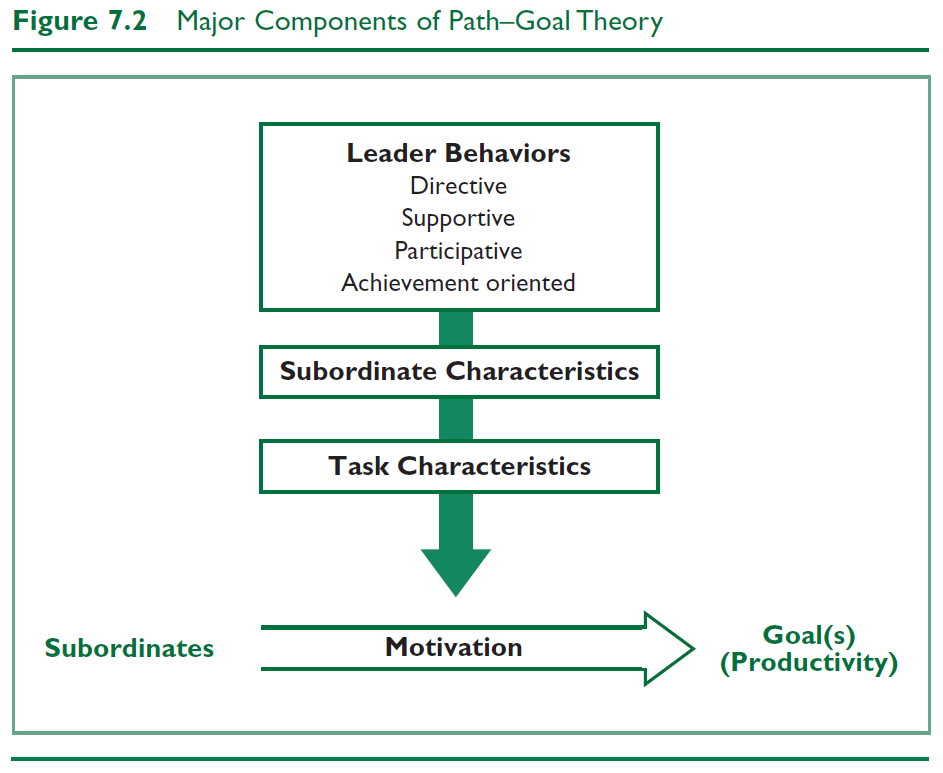 Figure 7.2 Major Components of Path–Goal Theory
Leader Behaviors
Directive
Supportive
Participative
Achievement oriented
Subordinate Characteristics
Task Characteristics
Subordinates
Motivation
Goal(s)
(Productivity)